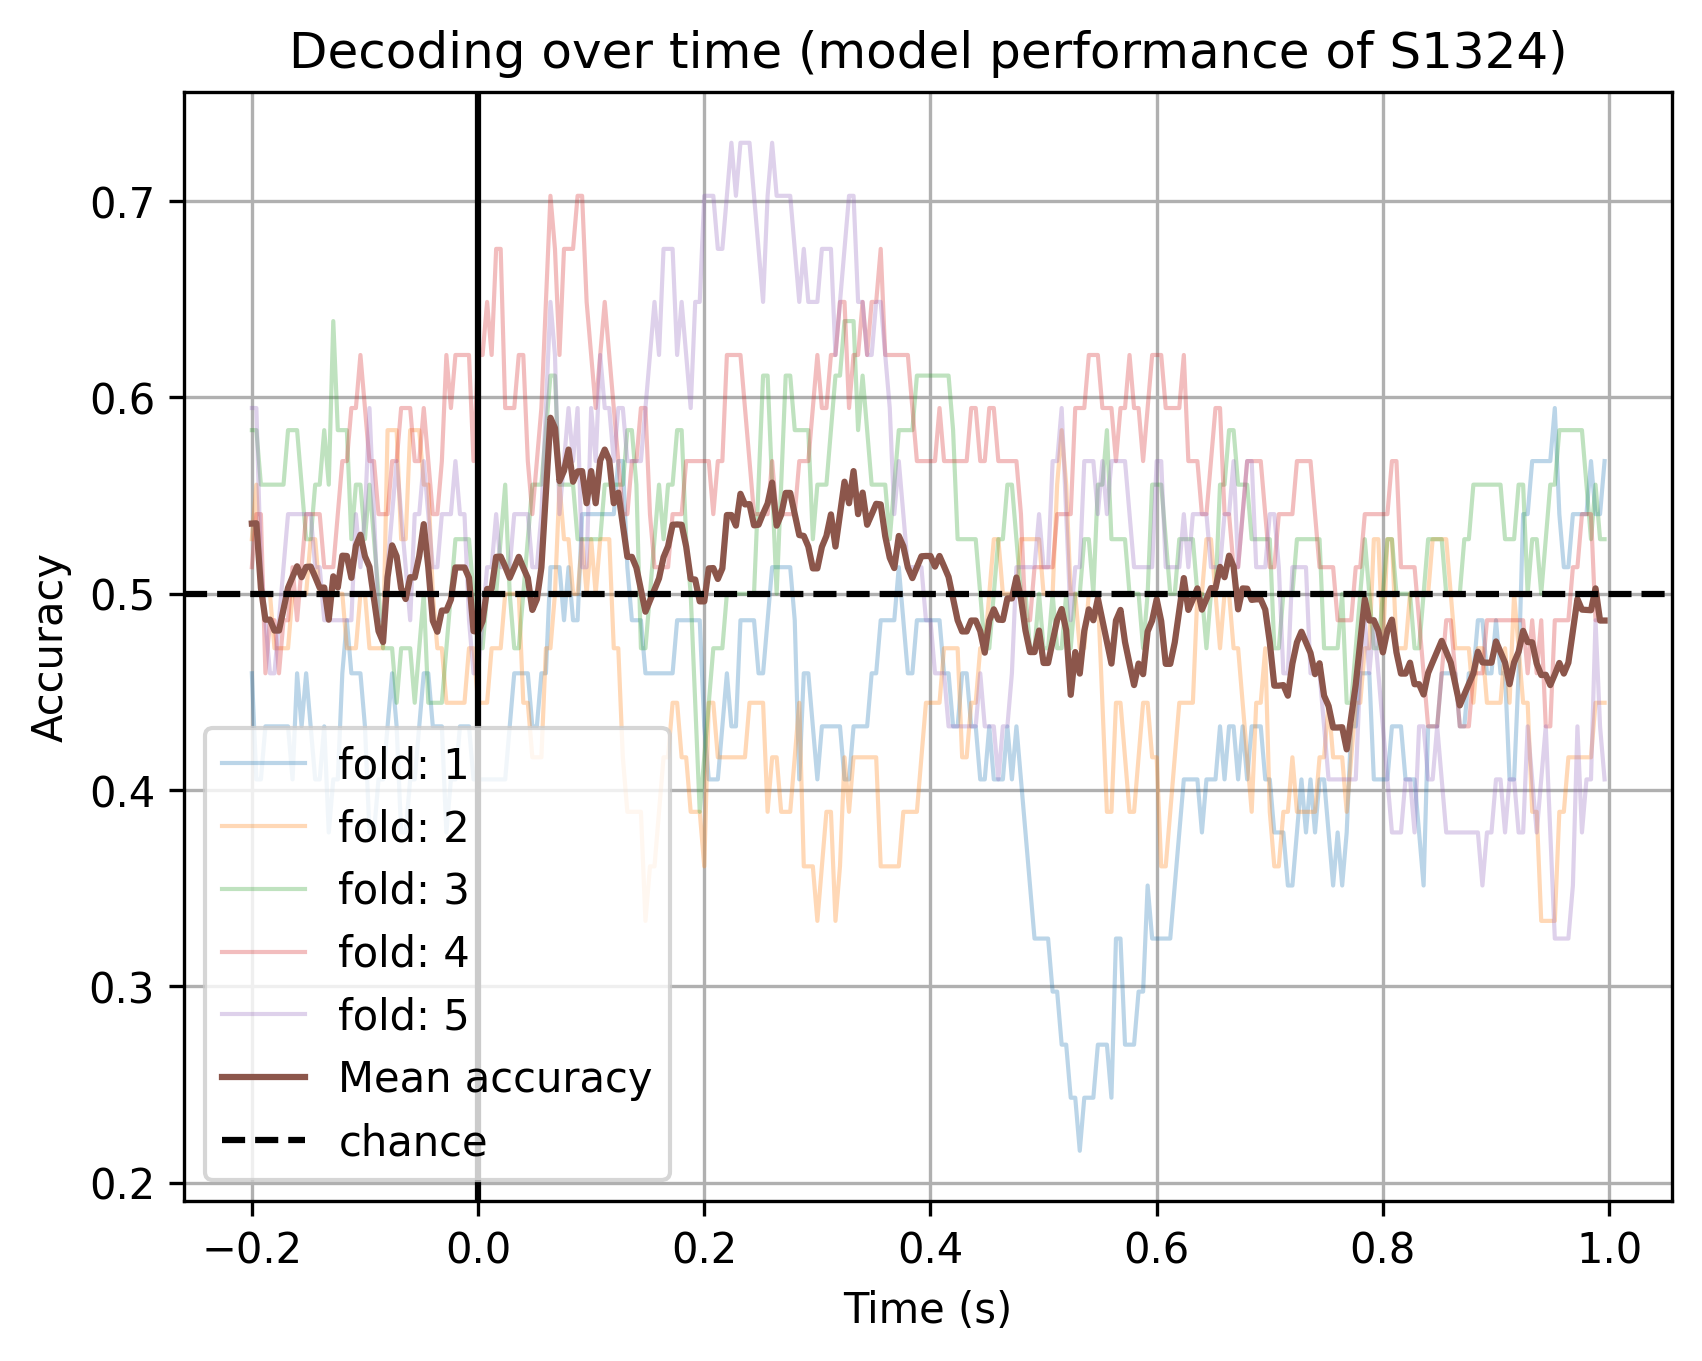 Decoding over time (model performance of S1324)
Accuracy
0.7
0.6
0.5
0.4
0.3
0.2
fold: 1
fold: 2
fold: 3
fold: 4
fold: 5
Mean accuracy
chance
−0.2 0.0 0.2 0.4 0.6 0.8 1.0
Time (s)